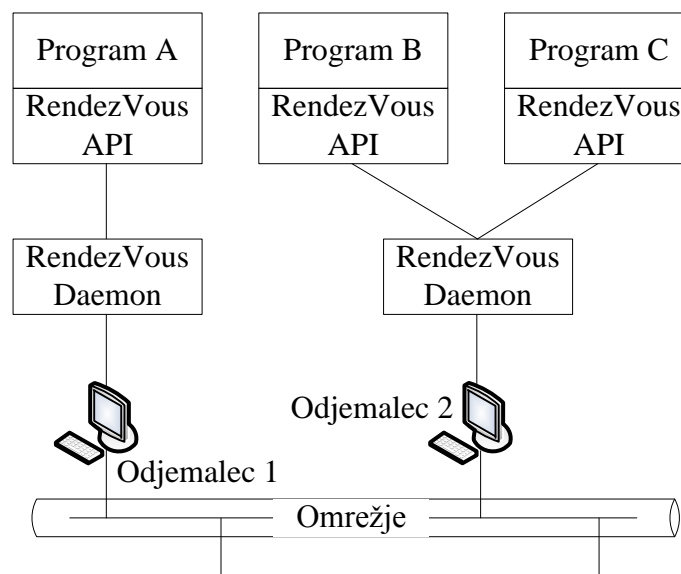 Program A
Program B
Program C
RendezVous
API
RendezVous
API
RendezVous
API
RendezVous
Daemon
RendezVous
Daemon
Odjemalec 2
Odjemalec 1
Omrežje